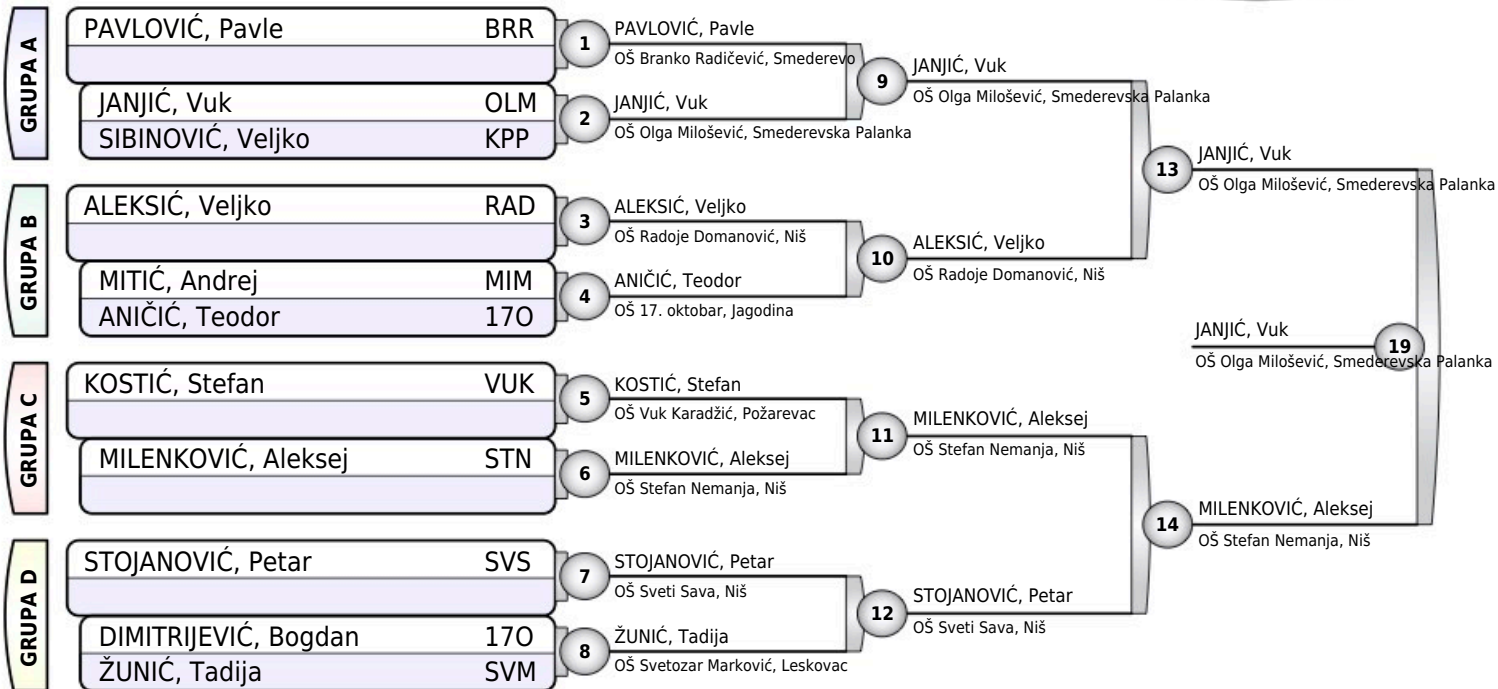 GRUPA A
PAVLOVIĆ, Pavle BRR
JANJIĆ, Vuk OLM
SIBINOVIĆ, Veljko KPP
GRUPA B
ALEKSIĆ, Veljko RAD
MITIĆ, Andrej MIM
ANIČIĆ, Teodor 17O
GRUPA C
KOSTIĆ, Stefan VUK
MILENKOVIĆ, Aleksej STN
GRUPA D
STOJANOVIĆ, Petar SVS
DIMITRIJEVIĆ, Bogdan 17O
ŽUNIĆ, Tadija SVM
1
PAVLOVIĆ, Pavle
OŠ Branko Radičević, Smederevo
2
JANJIĆ, Vuk
OŠ Olga Milošević, Smederevska Palanka
3
ALEKSIĆ, Veljko
OŠ Radoje Domanović, Niš
4
ANIČIĆ, Teodor
OŠ 17. oktobar, Jagodina
5
KOSTIĆ, Stefan
OŠ Vuk Karadžić, Požarevac
6
MILENKOVIĆ, Aleksej
OŠ Stefan Nemanja, Niš
7
STOJANOVIĆ, Petar
OŠ Sveti Sava, Niš
8
ŽUNIĆ, Tadija
OŠ Svetozar Marković, Leskovac
9
JANJIĆ, Vuk
OŠ Olga Milošević, Smederevska Palanka
10
ALEKSIĆ, Veljko
OŠ Radoje Domanović, Niš
11
MILENKOVIĆ, Aleksej
OŠ Stefan Nemanja, Niš
12
STOJANOVIĆ, Petar
OŠ Sveti Sava, Niš
13
JANJIĆ, Vuk
OŠ Olga Milošević, Smederevska Palanka
14
MILENKOVIĆ, Aleksej
OŠ Stefan Nemanja, Niš
JANJIĆ, Vuk
19
OŠ Olga Milošević, Smederevska Palanka